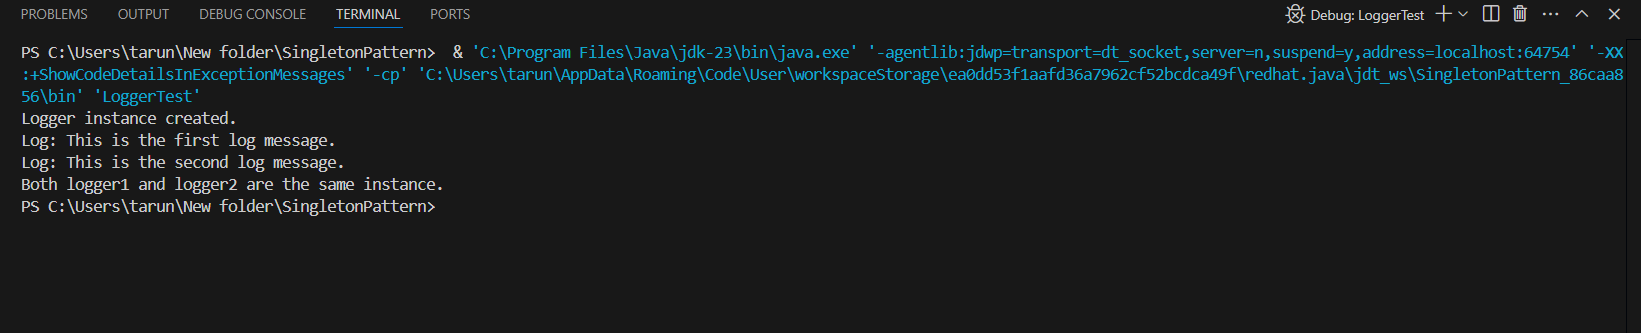 PROBLEMS OUTPUT DEBUG CONSOLE TERMINAL PORTS Debug: LoggerTest
PS C:\Users\tarun\New folder\SingletonPattern>  & 'C:\Program Files\Java\jdk-23\bin\java.exe' '-agentlib:jdwp=transport=dt_socket,server=n,suspend=y,address=localhost:64754' '-XX
:+ShowCodeDetailsInExceptionMessages' '-cp' 'C:\Users\tarun\AppData\Roaming\Code\User\workspaceStorage\ea0dd53f1aafd36a7962cf52bcdca49f\redhat.java\jdt_ws\SingletonPattern_86caa8
56\bin' 'LoggerTest'
Logger instance created.
Log: This is the first log message.
Log: This is the second log message.
Both logger1 and logger2 are the same instance.
PS C:\Users\tarun\New folder\SingletonPattern>